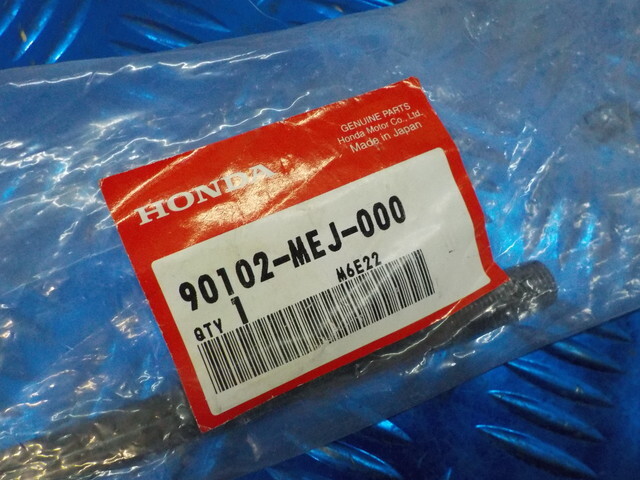 GENUINE PARTS
Honda Motor Co., Ltd.
Made in Japan
HONDA
90102-MEJ-000
M6E22
QTY 1